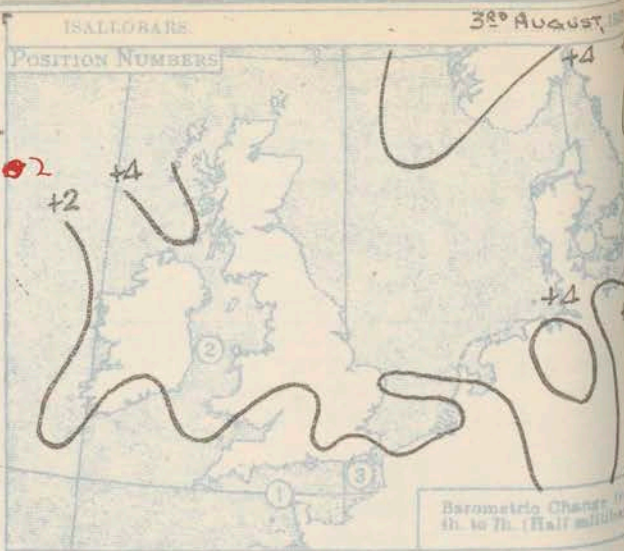 ISALLOBARS.
3RD AUGUST,
POSITION NUMBERS
+4
2
+4
+2
+4
2
3
1
Barometric Change
4h. to 7h. (Half